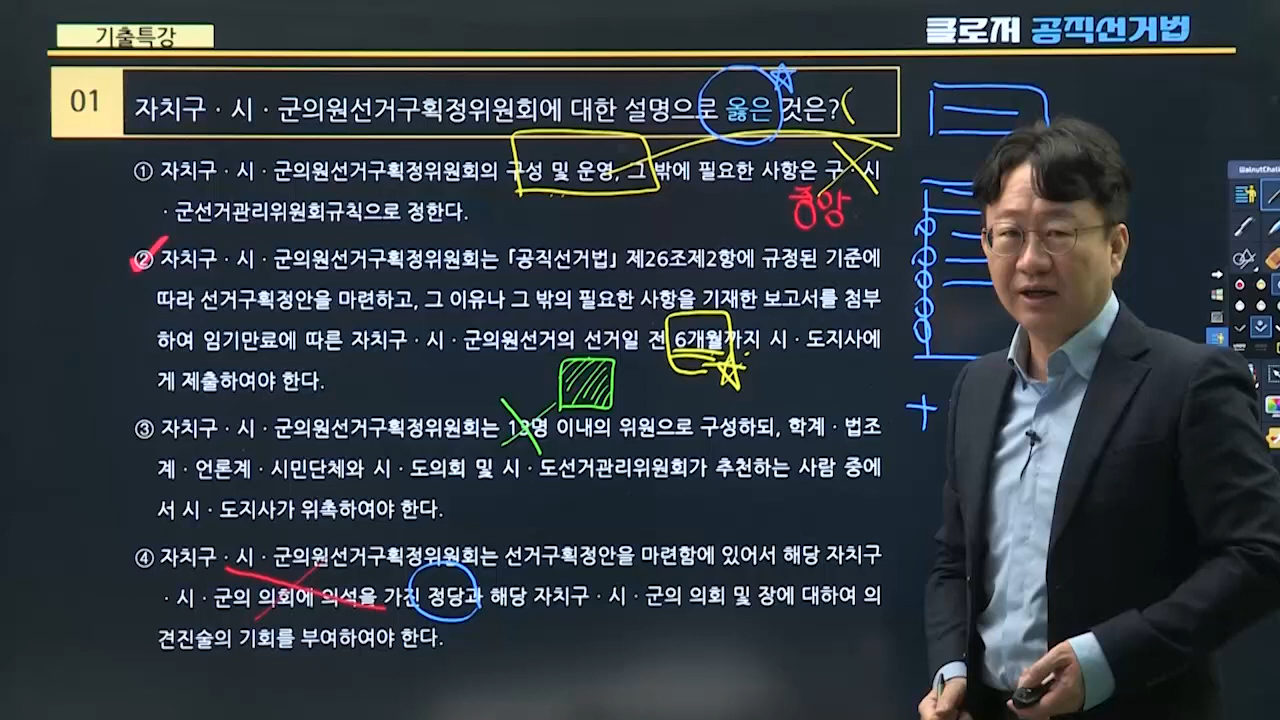 기출특강
클로저 공직선거법
01
자치구 · 시 · 군의원선거구획정위원회에 대한 설명으로 옳은 것은?
① 자치구 · 시 · 군의원선거구획정위원회의 구성 및 운영, 그 밖에 필요한 사항은 구 · 시
· 군선거관리위원회규칙으로 정한다.
중앙
② 자치구 · 시 · 군의원선거구획정위원회는 「공직선거법」 제26조제2항에 규정된 기준에
따라 선거구획정안을 마련하고, 그 이유나 그 밖의 필요한 사항을 기재한 보고서를 첨부
하여 임기만료에 따른 자치구 · 시 · 군의원선거의 선거일 전 6개월까지 시 · 도지사에
게 제출하여야 한다.
③ 자치구 · 시 · 군의원선거구획정위원회는 13명 이내의 위원으로 구성하되, 학계 · 법조
계 · 언론계 · 시민단체와 시 · 도의회 및 시 · 도선거관리위원회가 추천하는 사람 중에
서 시 · 도지사가 위촉하여야 한다.
④ 자치구 · 시 · 군의원선거구획정위원회는 선거구획정안을 마련함에 있어서 해당 자치구
· 시 · 군의 의회에 의석을 가진 정당과 해당 자치구 · 시 · 군의 의회 및 장에 대하여 의
견진술의 기회를 부여하여야 한다.